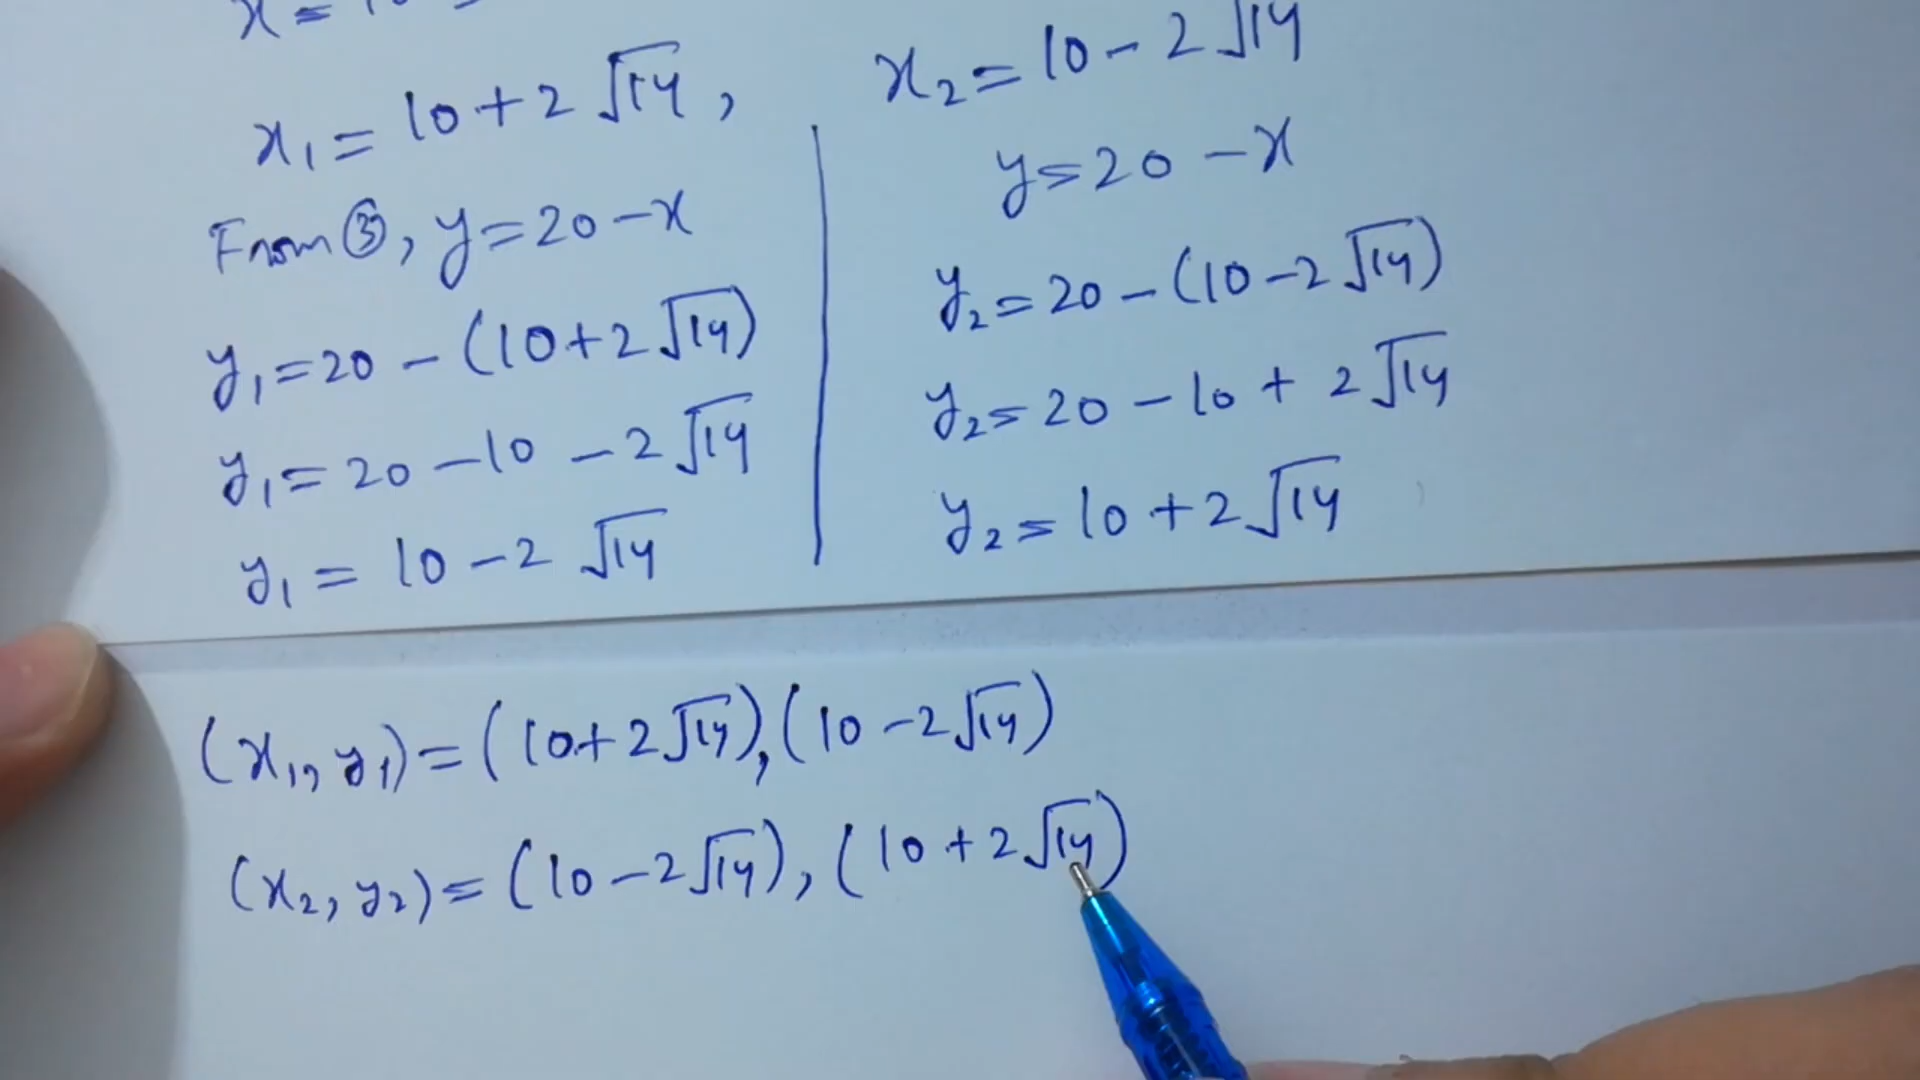 x = 10
x₁ = 10 + 2√14,
From ③, y = 20 - x
y₁ = 20 - (10 + 2√14)
y₁ = 20 - 10 - 2√14
y₁ = 10 - 2√14
x₂ = 10 - 2√14
y = 20 - x
y₂ = 20 - (10 - 2√14)
y₂ = 20 - 10 + 2√14
y₂ = 10 + 2√14
(x₁, y₁) = (10 + 2√14), (10 - 2√14)
(x₂, y₂) = (10 - 2√14), (10 + 2√14)